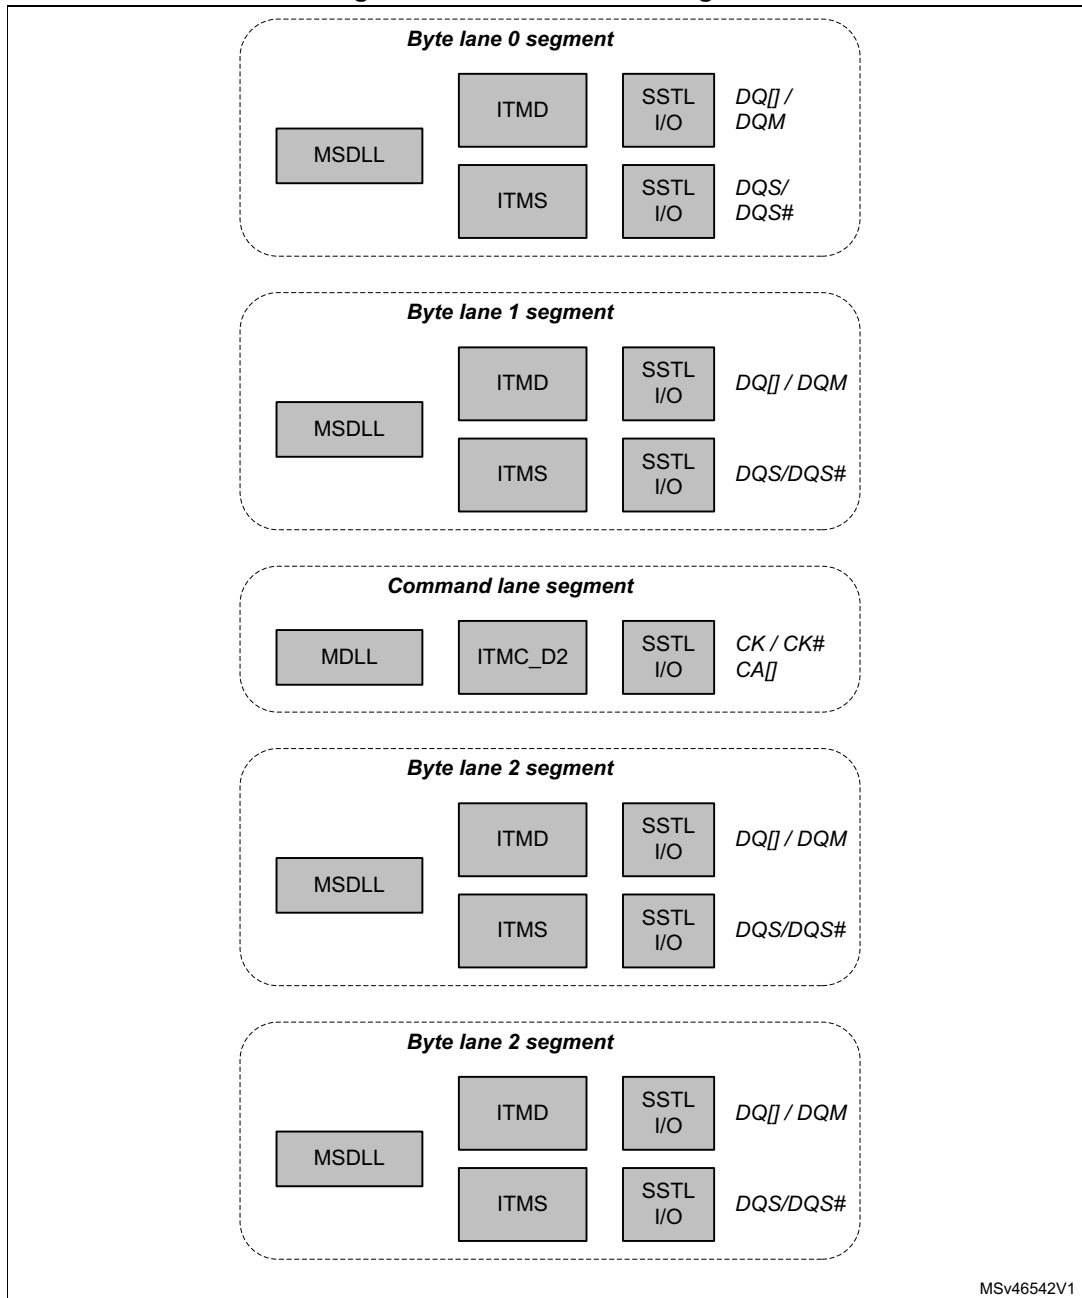 Byte lane 0 segment
ITMD
SSTL
I/O
DQ[] /
DQM
MSDLL
ITMS
SSTL
I/O
DQS/
DQS#
Byte lane 1 segment
ITMD
SSTL
I/O
DQ[] / DQM
MSDLL
ITMS
SSTL
I/O
DQS/DQS#
Command lane segment
MDLL
ITMC_D2
SSTL
I/O
CK / CK#
CA[]
Byte lane 2 segment
ITMD
SSTL
I/O
DQ[] / DQM
MSDLL
ITMS
SSTL
I/O
DQS/DQS#
Byte lane 2 segment
ITMD
SSTL
I/O
DQ[] / DQM
MSDLL
ITMS
SSTL
I/O
DQS/DQS#
MSv46542V1